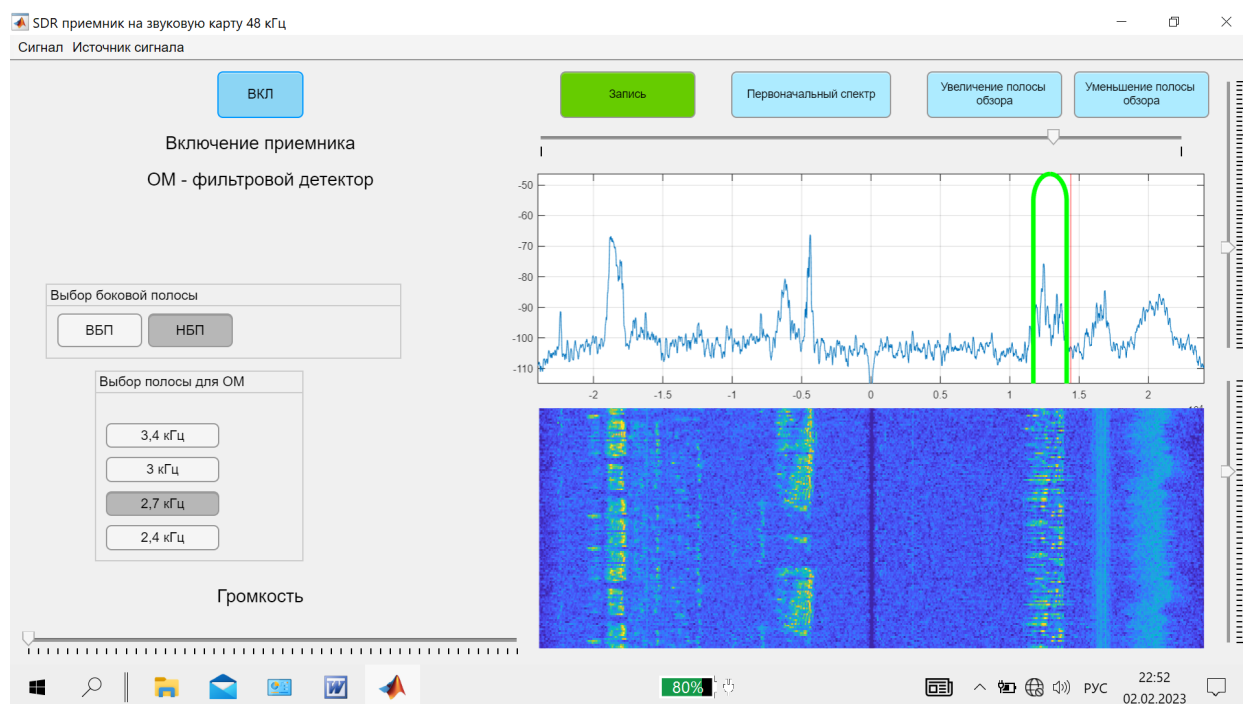 SDR приемник на звуковую карту 48 кГц
Сигнал Источник сигнала
ВКЛ
Запись
Первоначальный спектр
Увеличение полосы
обзора
Уменьшение полосы
обзора
Включение приемника
ОМ - фильтровой детектор
Выбор боковой полосы
ВБП
НБП
Выбор полосы для ОМ
3,4 кГц
3 кГц
2,7 кГц
2,4 кГц
Громкость
-50
-60
-70
-80
-90
-100
-110
-2 -1.5 -1 -0.5 0 0.5 1 1.5 2
80%
РУС
22:52
02.02.2023